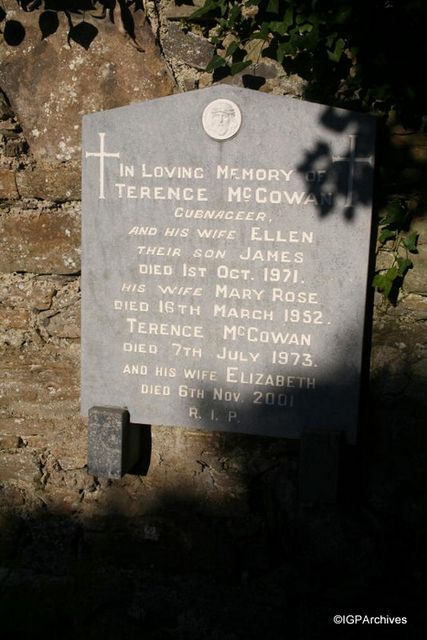 IN LOVING MEMORY OF
TERENCE McGOWAN
CUBNAGEER,
AND HIS WIFE ELLEN
THEIR SON JAMES
DIED 1ST OCT. 1971.
HIS WIFE MARY ROSE
DIED 16TH MARCH 1952.
TERENCE McGOWAN
DIED 7TH JULY 1973.
AND HIS WIFE ELIZABETH
DIED 6TH NOV. 2001
R. I. P.
©IGPArchives